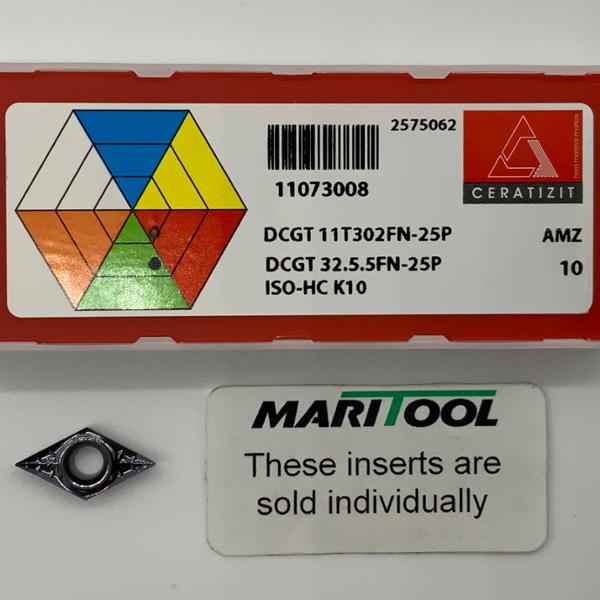 2575062
11073008
hard material matters
CERATIZIT
DCGT 11T302FN-25P
AMZ
DCGT 32.5.5FN-25P
10
ISO-HC K10
MARITOOL
These inserts are
sold individually